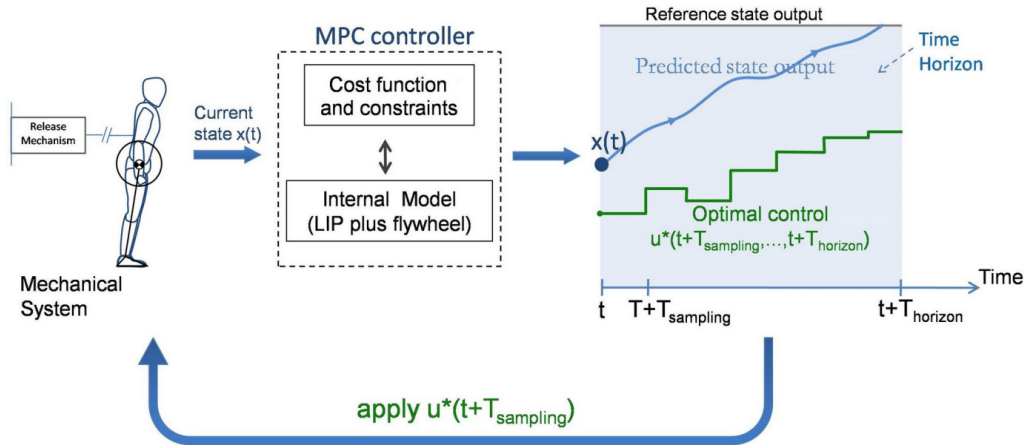 Release
Mechanism
Mechanical
System
Current
state x(t)
MPC controller
Cost function
and constraints
Internal Model
(LIP plus flywheel)
Reference state output
Predicted state output
Time
Horizon
x(t)
Optimal control
u*(t+Tsampling,...,t+Thorizon)
Time
t
T+Tsampling
t+Thorizon
apply u*(t+Tsampling)